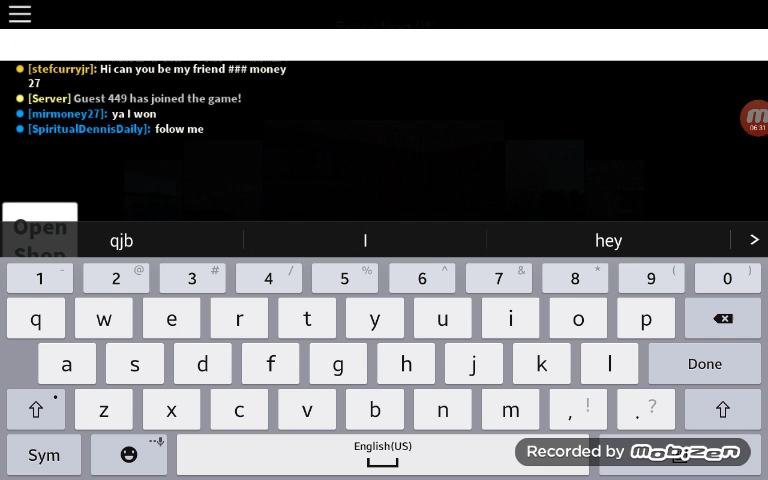 [stefcurryjr]: Hi can you be my friend ### money
27
[Server] Guest 449 has joined the game!
[mirmoney27]: ya I won
[SpiritualDennisDaily]: folow me
06:31
Open
Shop
qjb I hey >
1 - 2 @ 3 # 4 / 5 % 6 ^ 7 & 8 * 9 ( 0 )
q w e r t y u i o p
a s d f g h j k l Done
z x c v b n m , ! . ?
Sym English(US)
Recorded by mobizen